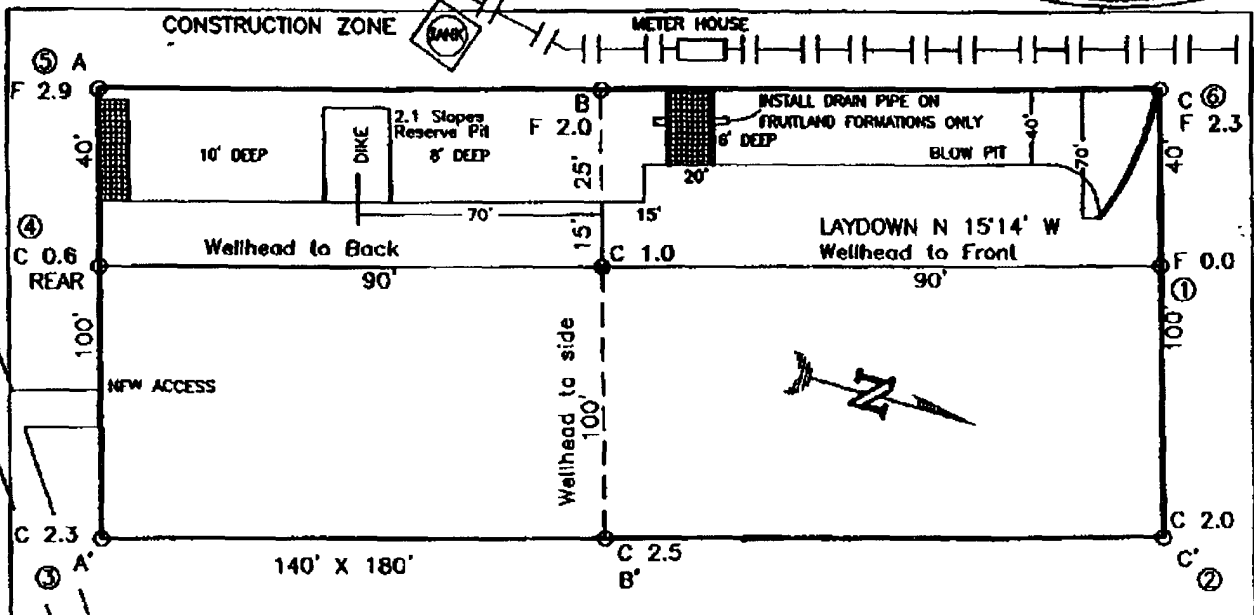 CONSTRUCTION ZONE
TANK
METER HOUSE
⑤ A
F 2.9
B
F 2.0
C ⑥
F 2.3
2.1 Slopes
Reserve Pit
INSTALL DRAIN PIPE ON
FRUITLAND FORMATIONS ONLY
40'
10' DEEP
DIKE
8' DEEP
25'
6' DEEP
20'
BLOW PIT
40'
70'
40'
70'
15'
15'
④
C 0.6
REAR
Wellhead to Back
90'
C 1.0
LAYDOWN N 15°14' W
Wellhead to Front
90'
F 0.0
①
100'
NEW ACCESS
Wellhead to side
100'
N
100'
C 2.3
A'
③
140' X 180'
C 2.5
B'
C 2.0
C'
②